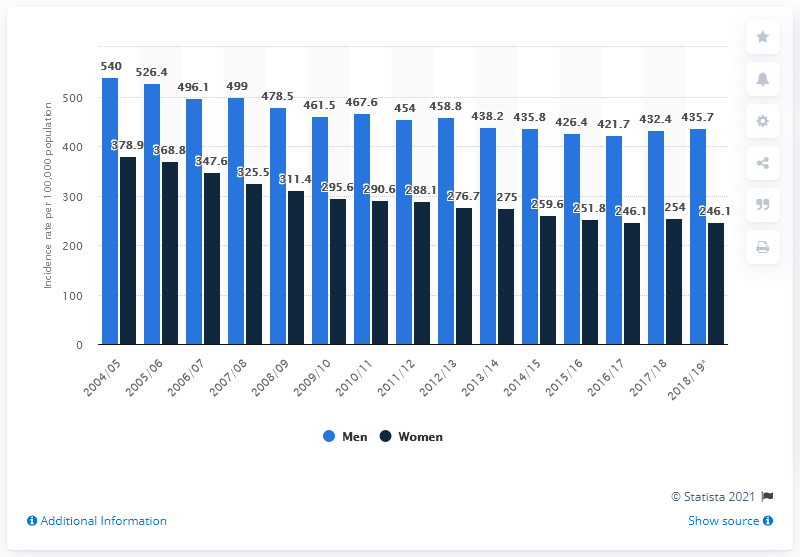 Incidence rate per 100,000 population
500
400
300
200
100
0
540 526.4 496.1 499 478.5 461.5 467.6 454 458.8 438.2 435.8 426.4 421.7 432.4 435.7
378.9 368.8 347.6 325.5 311.4 295.6 290.6 288.1 276.7 275 259.6 251.8 246.1 254 246.1
2004/05 2005/06 2006/07 2007/08 2008/09 2009/10 2010/11 2011/12 2012/13 2013/14 2014/15 2015/16 2016/17 2017/18 2018/19*
Men Women
© Statista 2021
Additional Information Show source